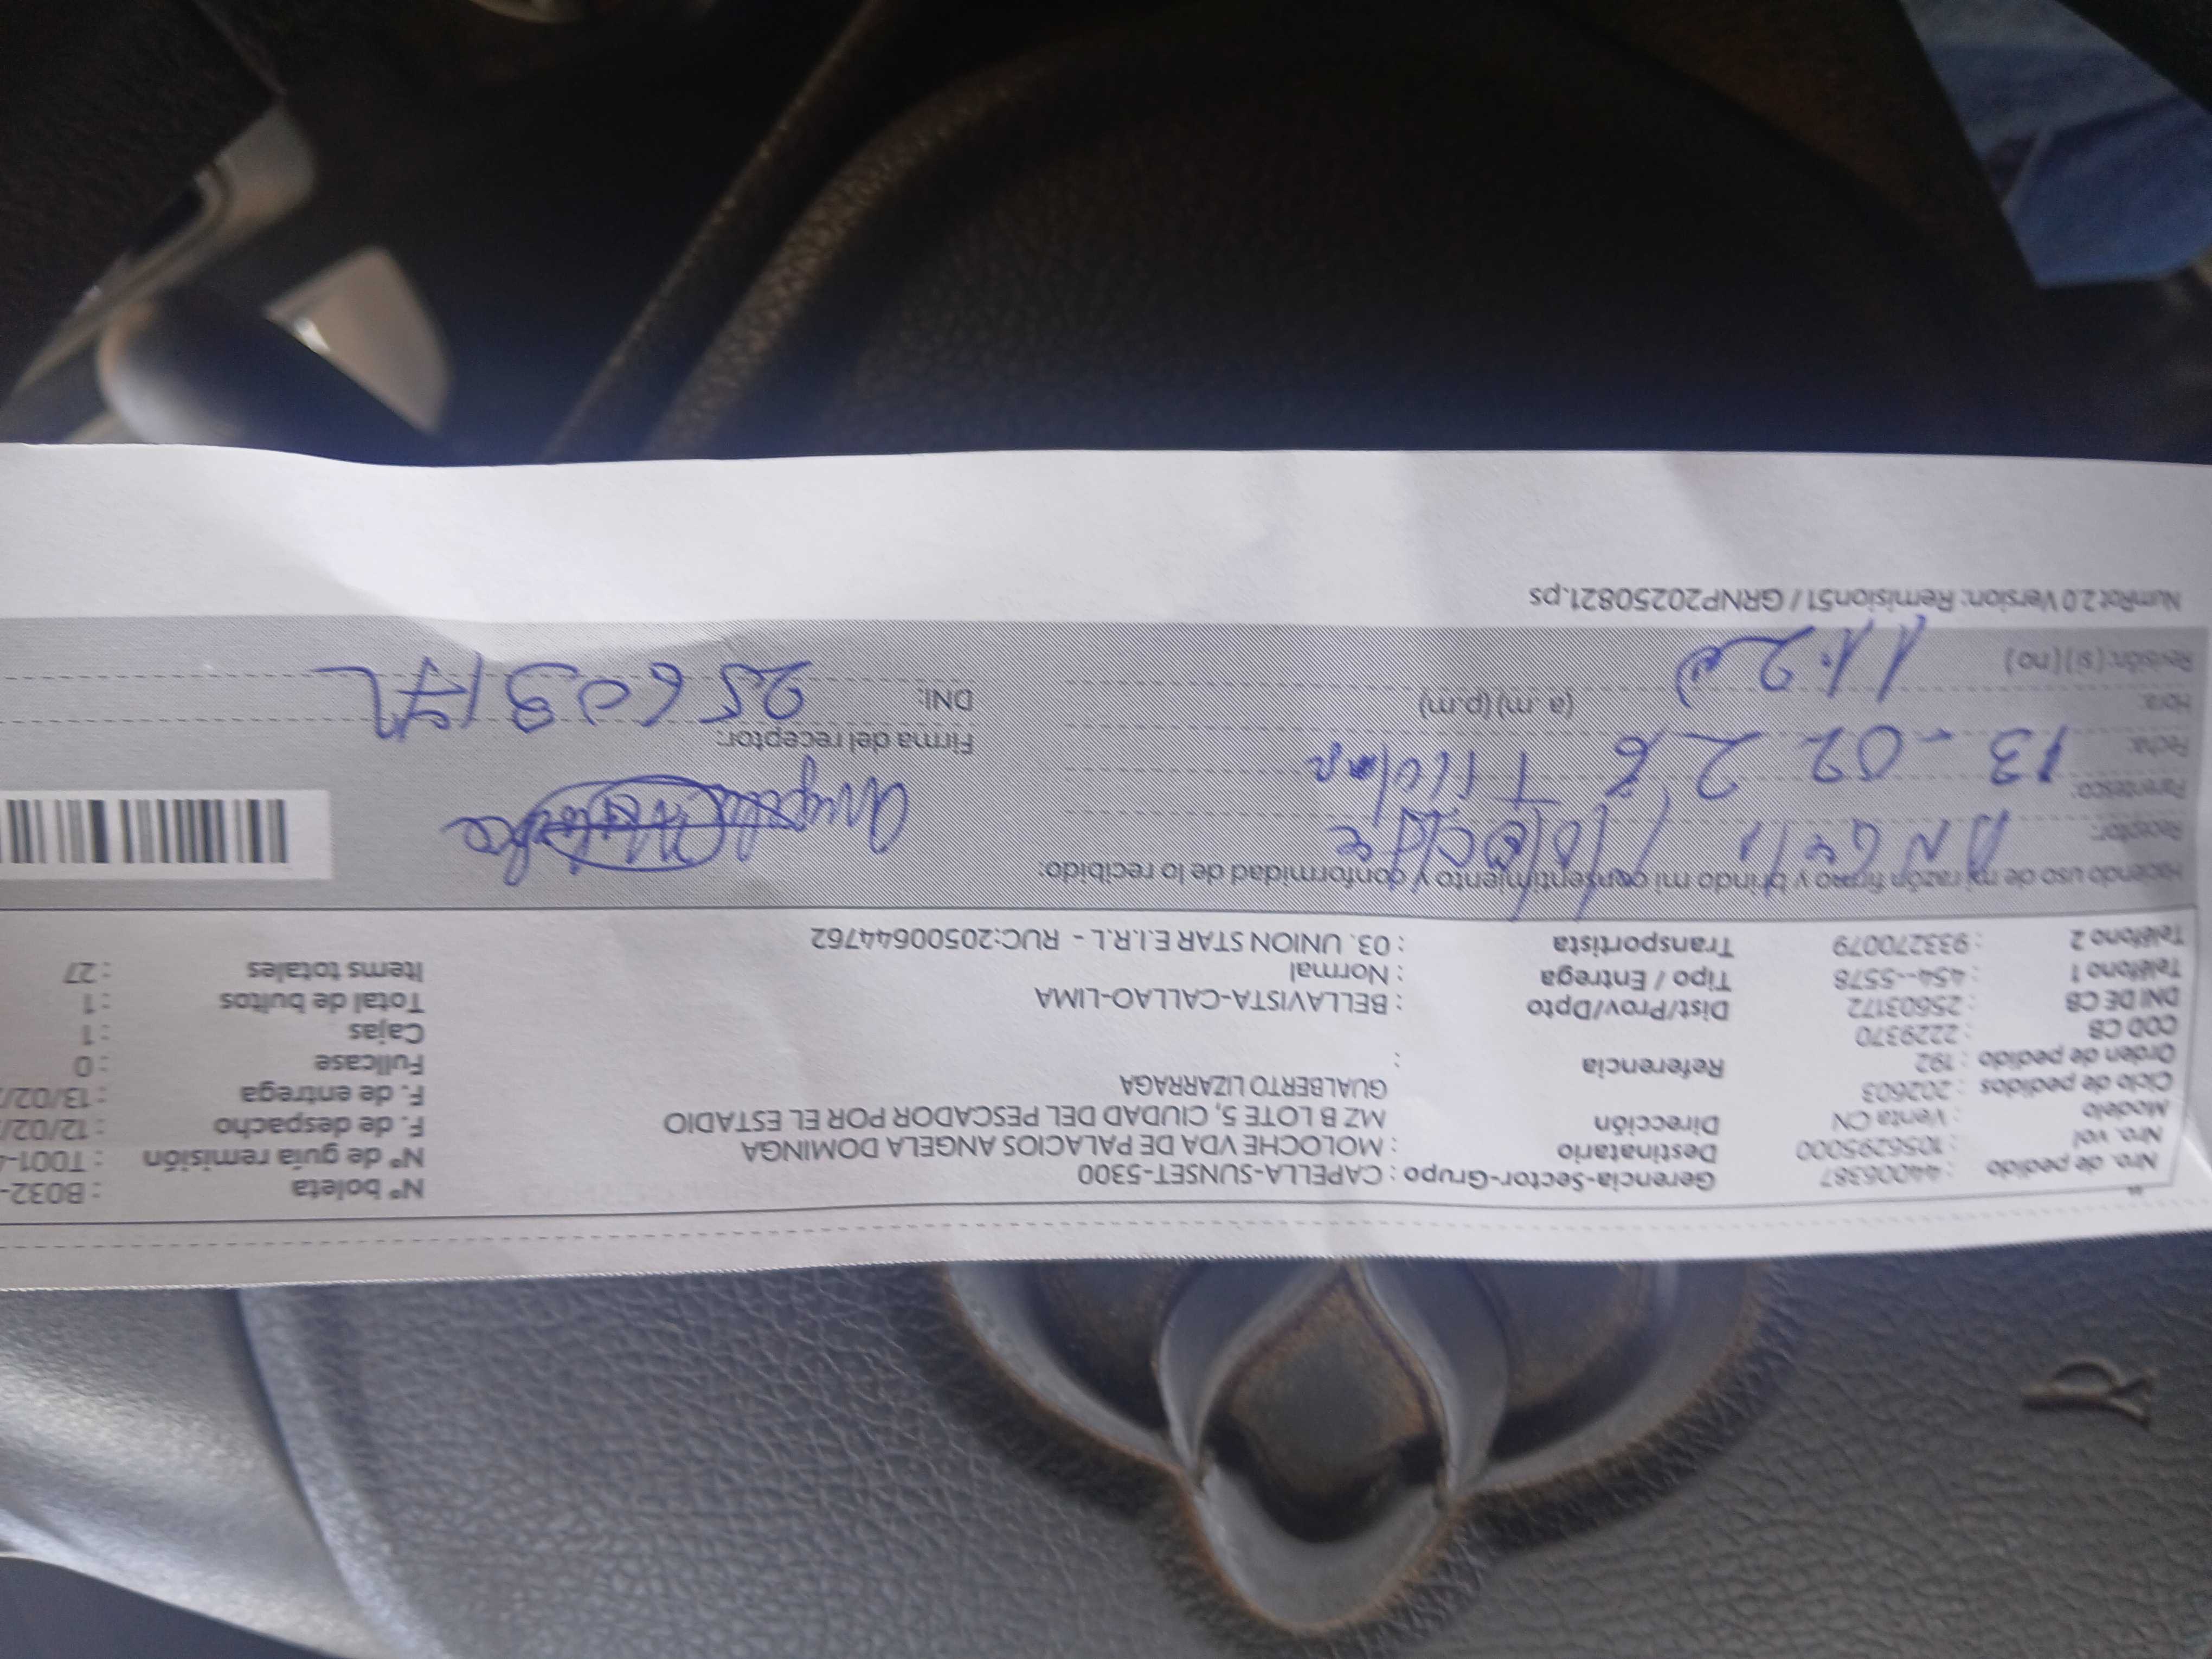 Nro. de pedido : 44006387 Gerencia-Sector-Grupo : CAPELLA-SUNSET-5300 Nº boleta : B032-
Nro. vol : 1056295000 Destinatario : MOLOCHE VDA DE PALACIOS ANGELA DOMINGA Nº de guía remisión : T001-
Modelo : Venta CN Dirección MZ B LOTE 5, CIUDAD DEL PESCADOR POR EL ESTADIO F. de despacho : 12/02/
Ciclo de pedidos : 202603 GUALBERTO LIZARRAGA F. de entrega : 13/02/
Orden de pedido : 192 Referencia : Fullcase : 0
COD CB : 2229370 Cajas : 1
DNI DE CB : 25603172 Dist/Prov/Dpto : BELLAVISTA-CALLAO-LIMA Total de bultos : 1
Teléfono 1 : 454--5578 Tipo / Entrega : Normal Items totales : 27
Teléfono 2 : 933270079 Transportista : 03. UNION STAR E.I.R.L - RUC:20500644762
Haciendo uso de mi razón firmo y brindo mi consentimiento y conformidad de lo recibido:
Receptor: ANGela Moloche
Parentesco: Titular
Fecha: 13-02 26 Firma del receptor:
Hora: 11:20 (a .m) (p.m) DNI: 25603172
Revisión: ( si ) ( no )
NumRot 2.0 Version: Remision51 / GRNP20250821.ps
R